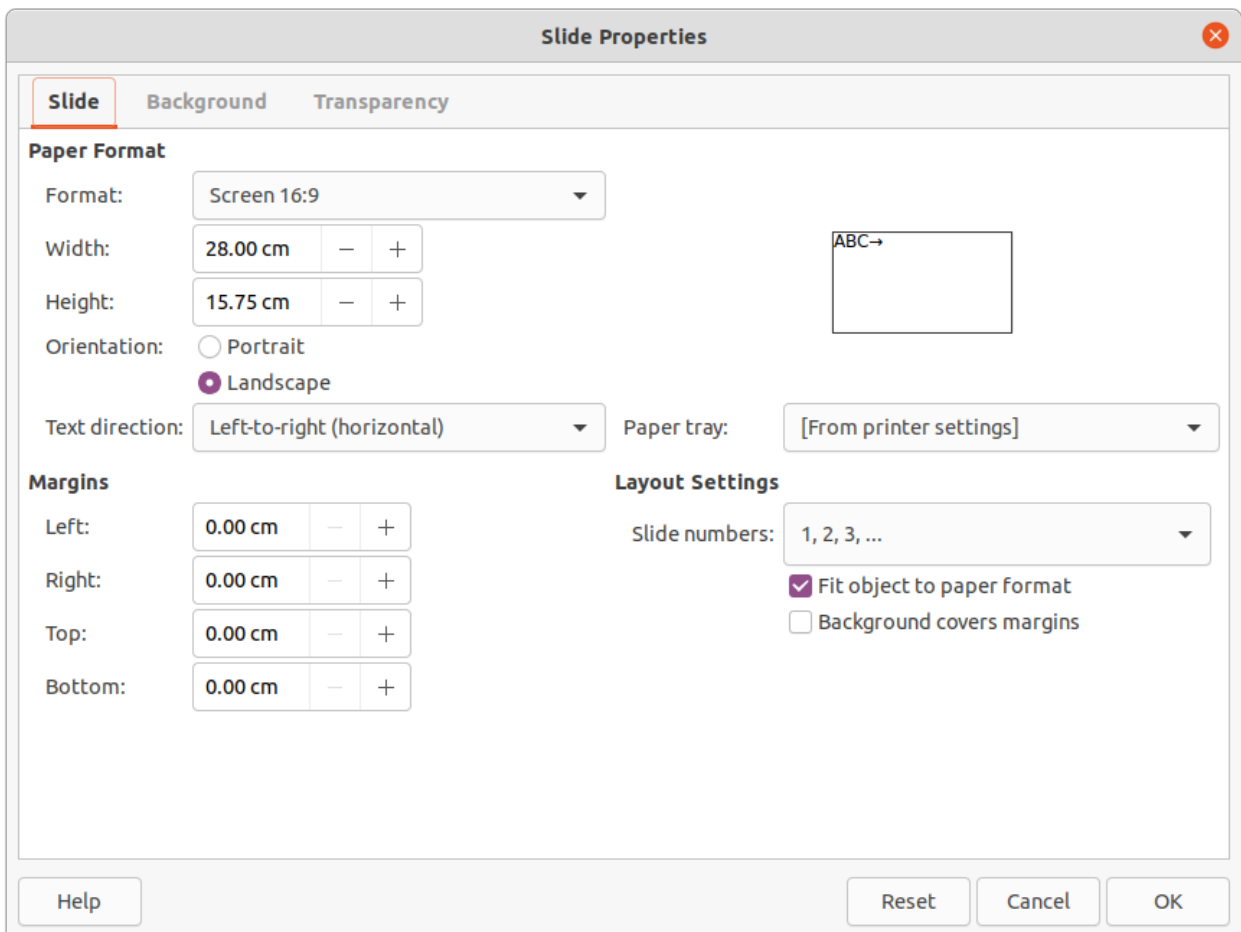 Slide Properties
Slide Background Transparency
Paper Format
Format: Screen 16:9
Width: 28.00 cm
ABC→
Height: 15.75 cm
Orientation: Portrait
Landscape
Text direction: Left-to-right (horizontal) Paper tray: [From printer settings]
Margins Layout Settings
Left: 0.00 cm
Slide numbers: 1, 2, 3, ...
Right: 0.00 cm
Fit object to paper format
Top: 0.00 cm
Background covers margins
Bottom: 0.00 cm
Help Reset Cancel OK